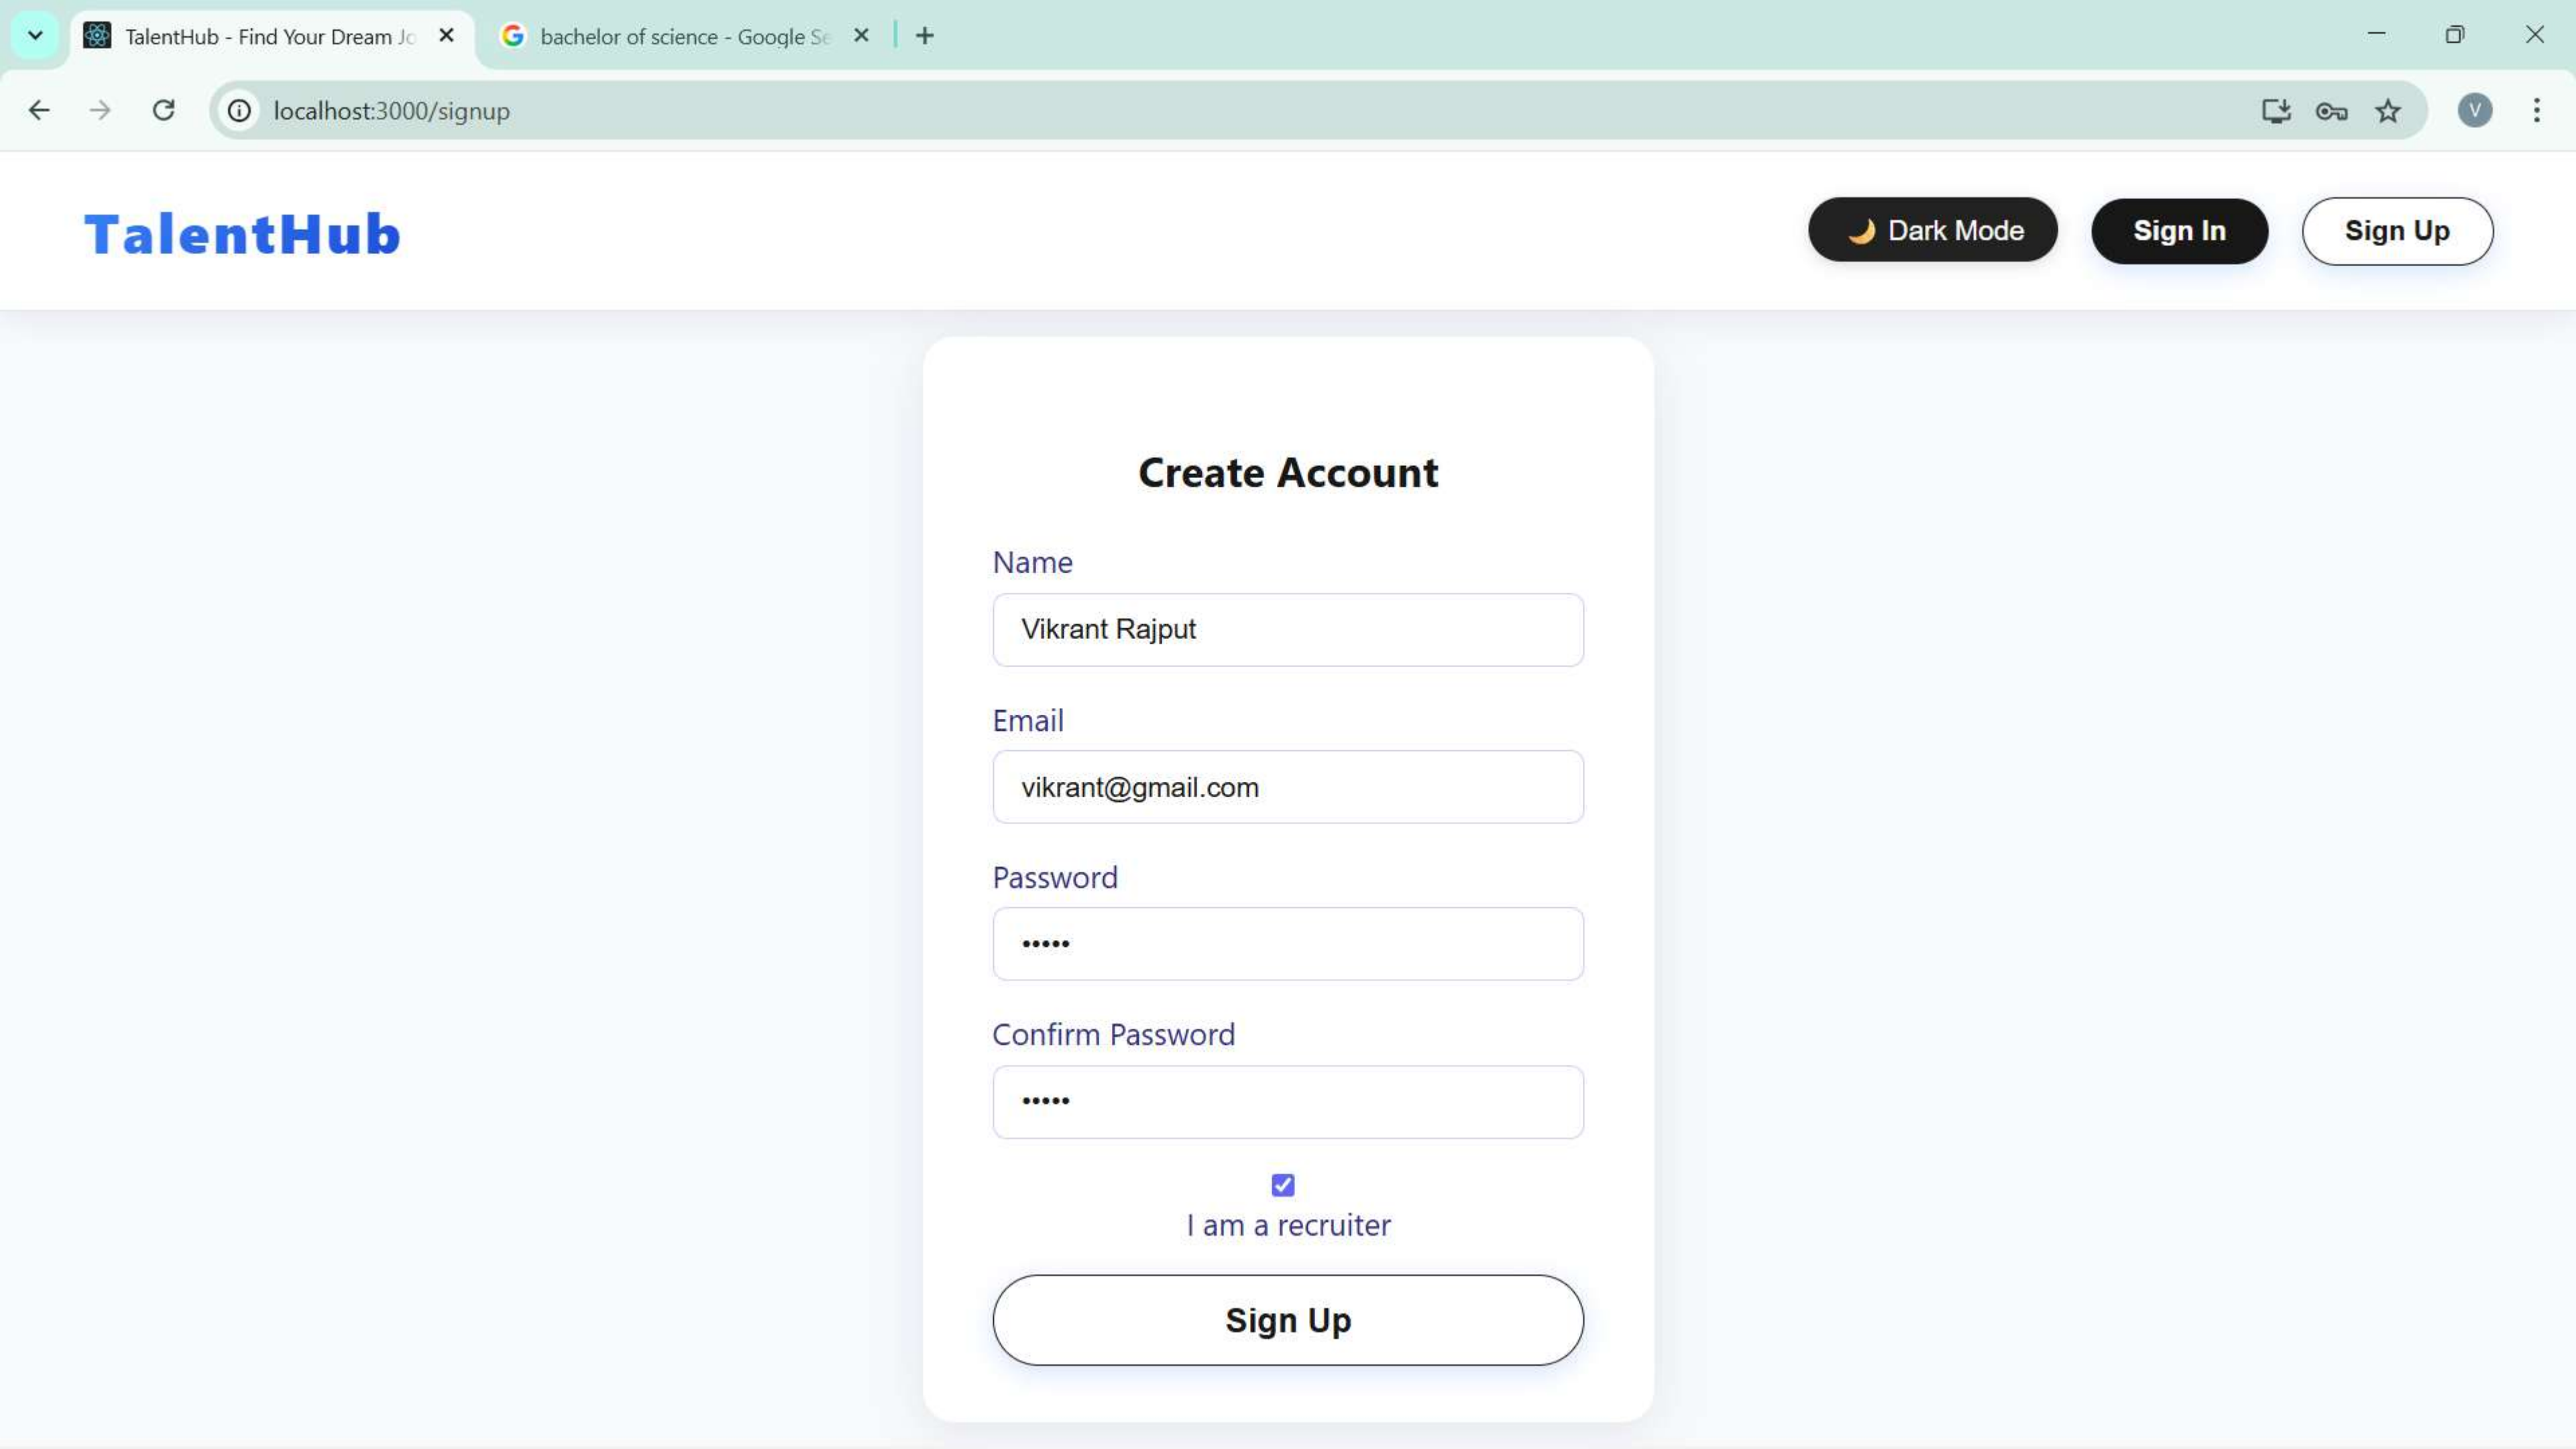 TalentHub - Find Your Dream Jo
bachelor of science - Google Se
localhost:3000/signup
V
TalentHub
🌙 Dark Mode
Sign In
Sign Up
Create Account
Name
Vikrant Rajput
Email
vikrant@gmail.com
Password
•••••
Confirm Password
•••••
I am a recruiter
Sign Up